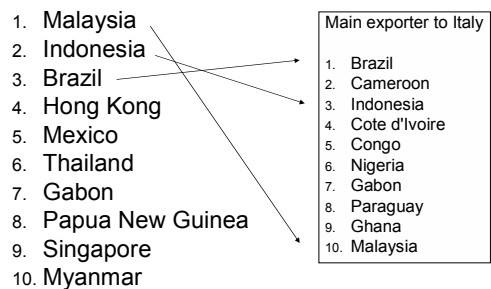 1. Malaysia
2. Indonesia
3. Brazil
4. Hong Kong
5. Mexico
6. Thailand
7. Gabon
8. Papua New Guinea
9. Singapore
10. Myanmar
Main exporter to Italy
1. Brazil
2. Cameroon
3. Indonesia
4. Cote d'Ivoire
5. Congo
6. Nigeria
7. Gabon
8. Paraguay
9. Ghana
10. Malaysia